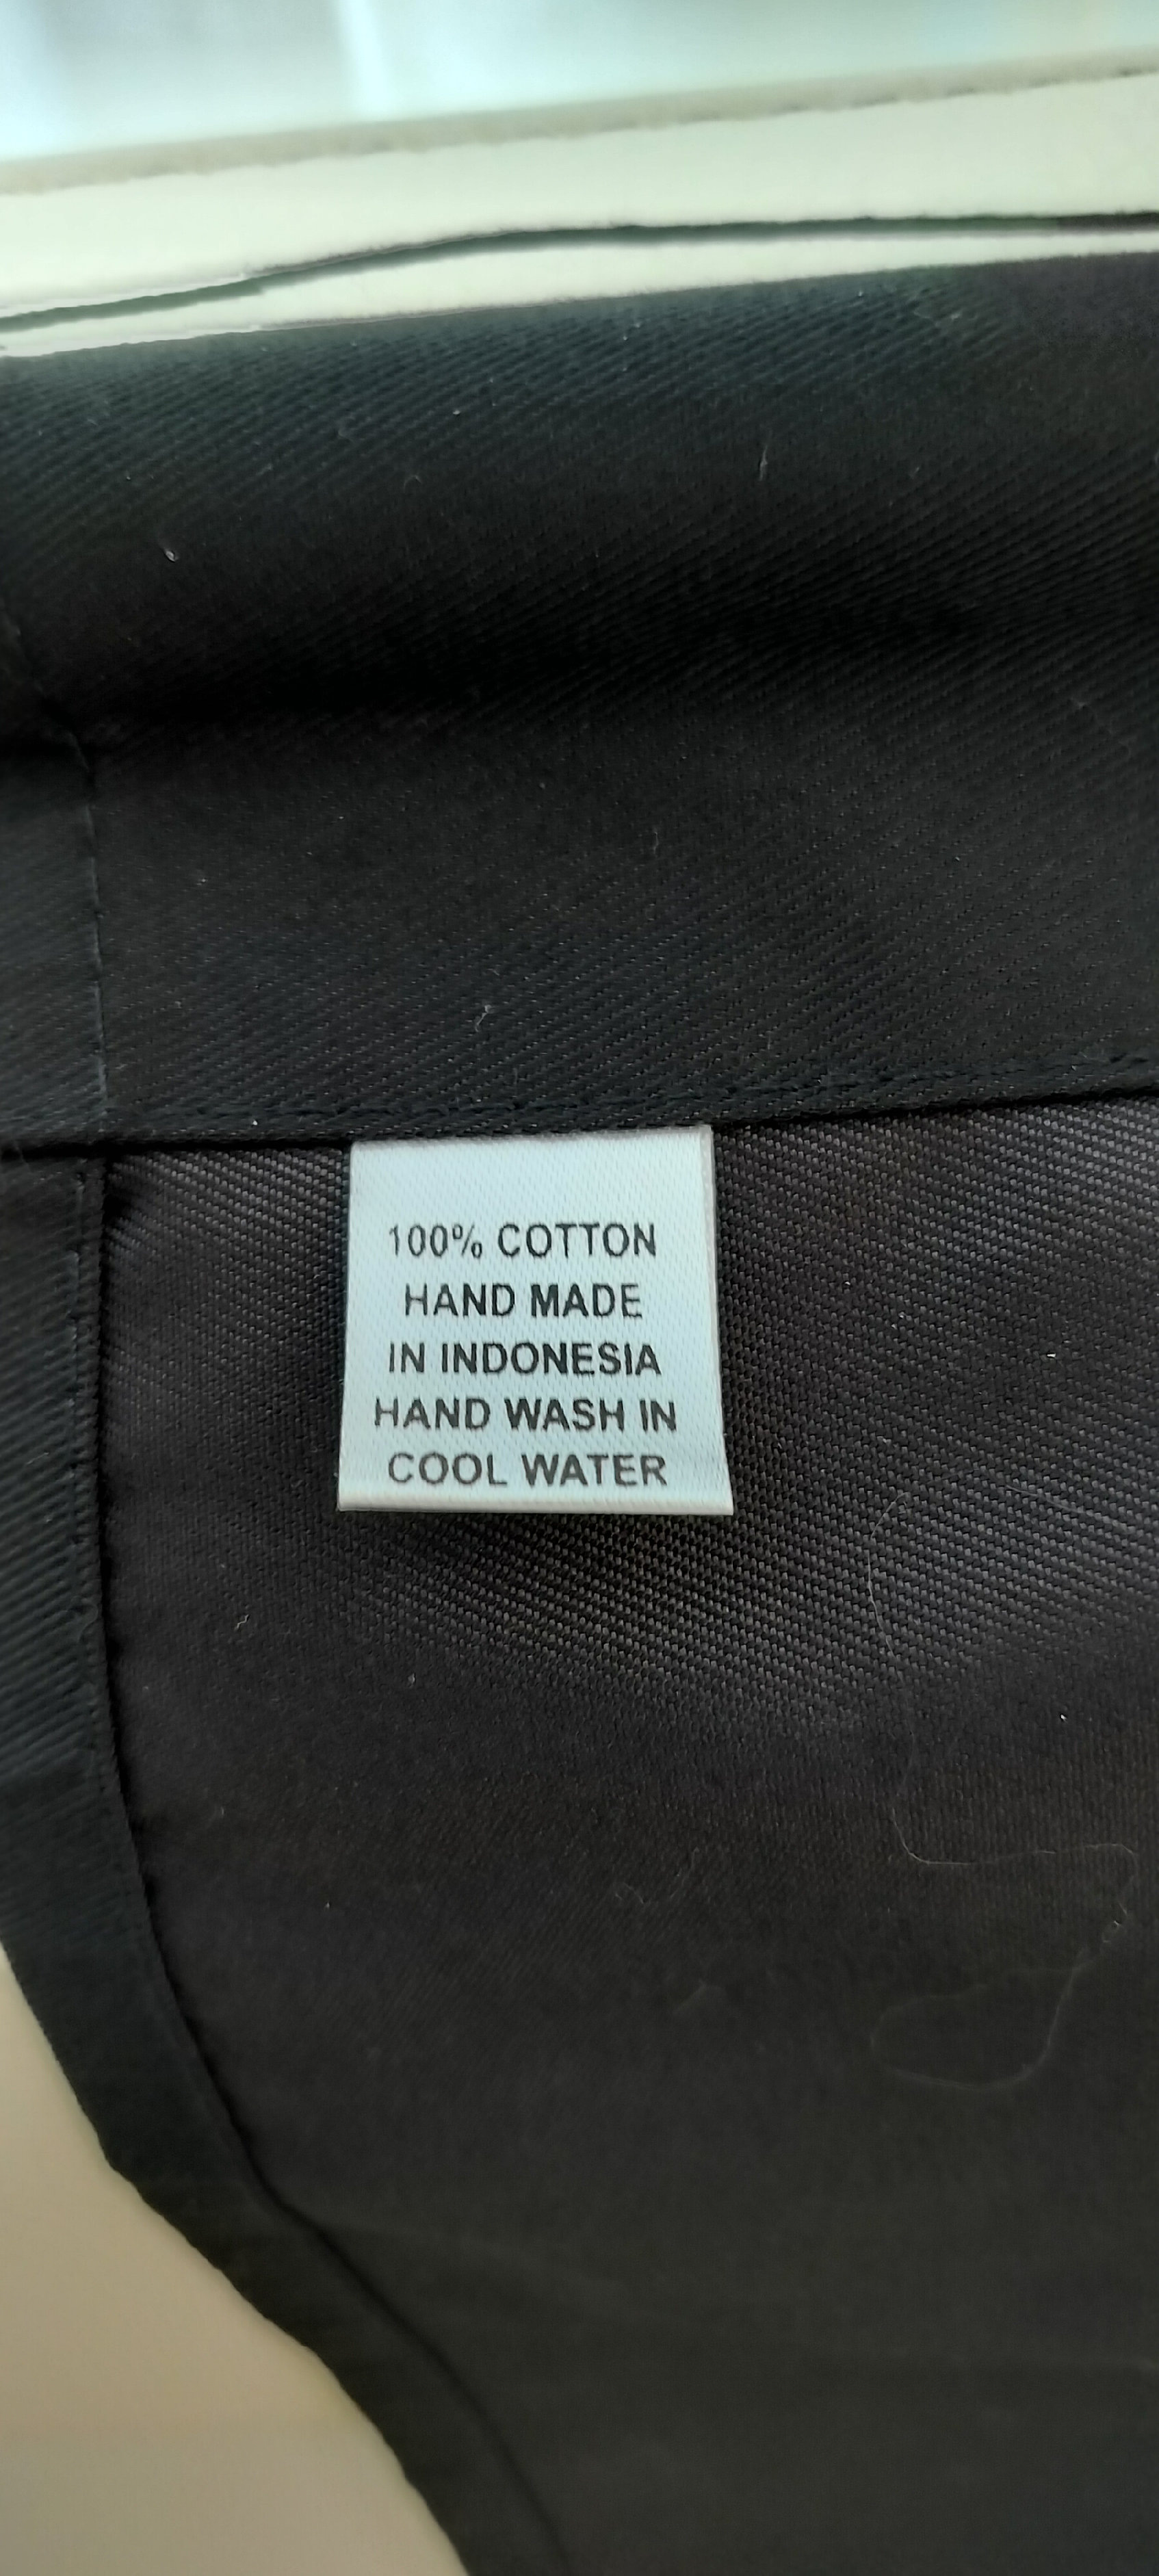 100% COTTON
HAND MADE
IN INDONESIA
HAND WASH IN
COOL WATER